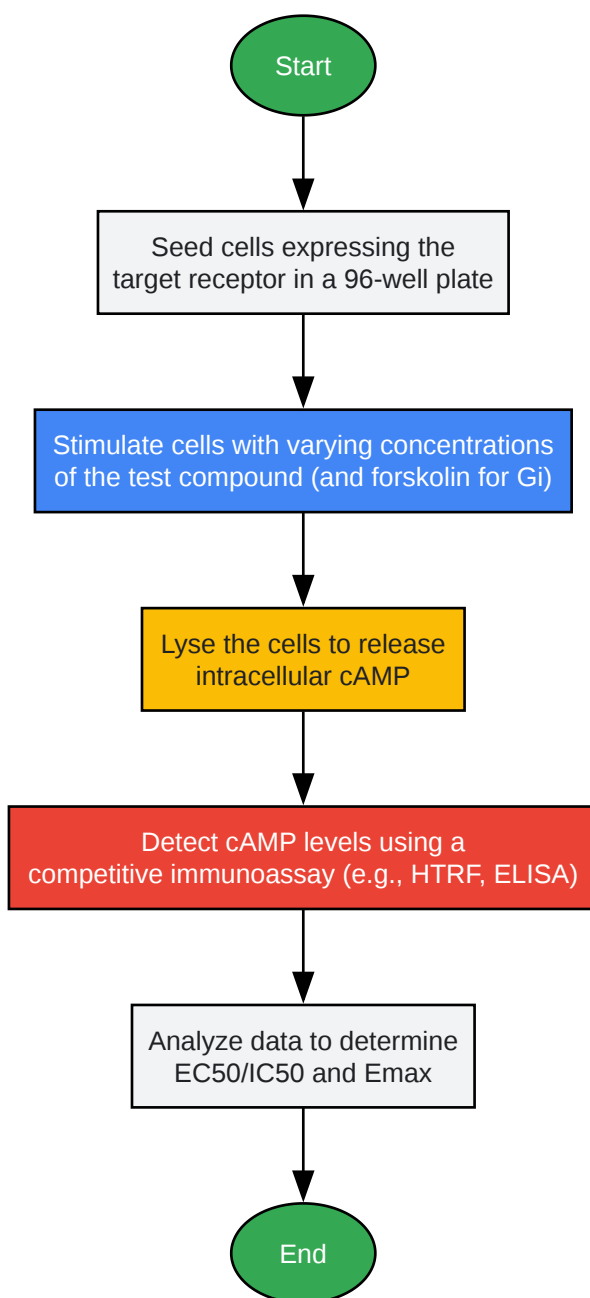 Start
Seed cells expressing the
target receptor in a 96-well plate
Stimulate cells with varying concentrations
of the test compound (and forskolin for Gi)
Lyse the cells to release
intracellular cAMP
Detect cAMP levels using a
competitive immunoassay (e.g., HTRF, ELISA)
Analyze data to determine
EC50/IC50 and Emax
End